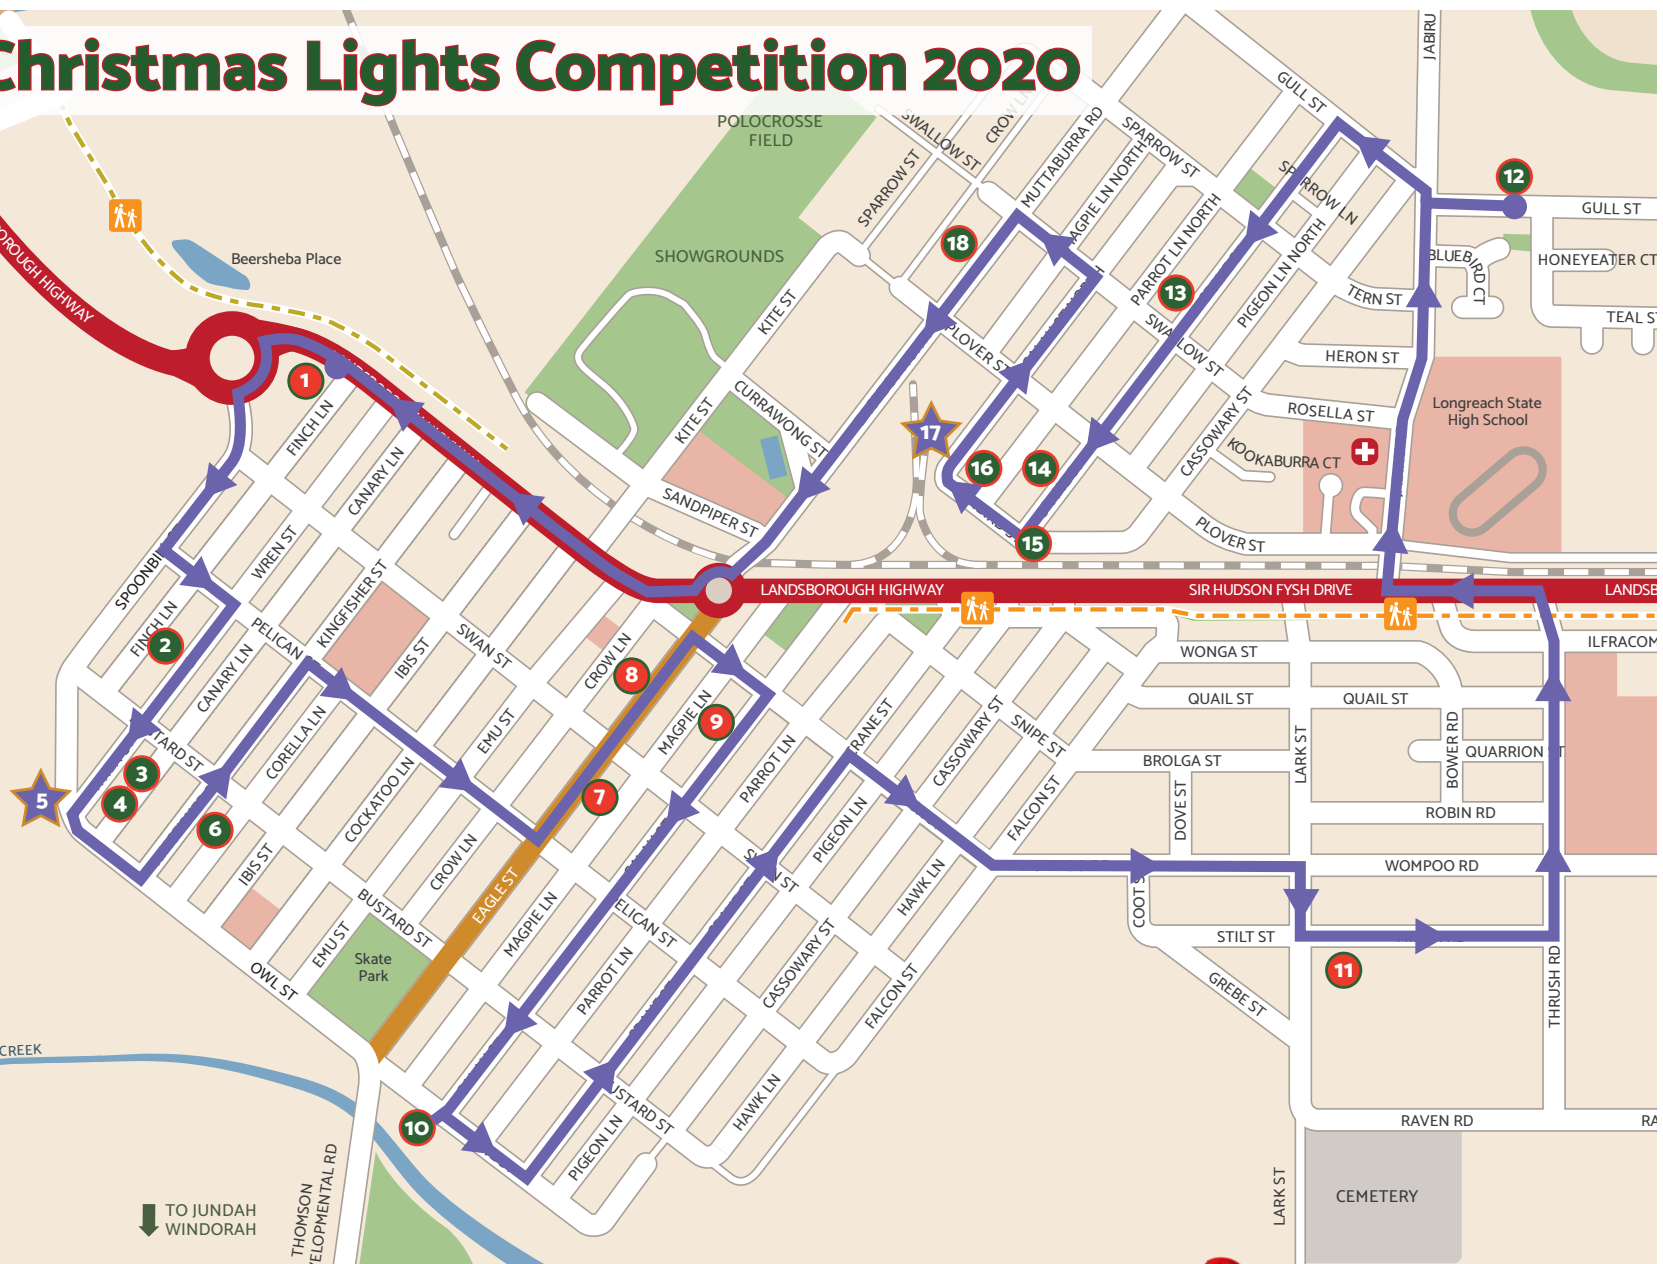 Christmas Lights Competition 2020
JABIRU
GULL ST
POLOCROSSE
FIELD
SWALLOW ST
CROW LN
MUTTABURRA RD
SPARROW ST
SPARROW ST
SPARROW LN
12
GULL ST
MAGPIE LN NORTH
PARROT LN NORTH
PIGEON LN NORTH
18
13
SHOWGROUNDS
Beersheba Place
BLUEBIRD CT
HONEYEATER CT
TERN ST
TEAL ST
KITE ST
PLOVER ST
SWALLOW ST
HERON ST
BOROUGH HIGHWAY
1
FINCH LN
KITE ST
CURRAWONG ST
CASSOWARY ST
ROSELLA ST
Longreach State
High School
17
KOOKABURRA CT
16
14
CANARY LN
SANDPIPER ST
PLOVER ST
15
WREN ST
SPOONBILL
LANDSBOROUGH HIGHWAY
SIR HUDSON FYSH DRIVE
LANDSB
KINGFISHER ST
FINCH LN
2
PELICAN
SWAN ST
IBIS ST
CROW LN
8
ILFRACOM
WONGA ST
CANARY LN
QUAIL ST
QUAIL ST
BUSTARD ST
CORELLA LN
EMU ST
MAGPIE LN
9
CRANE ST
CASSOWARY ST
SNIPE ST
LARK ST
BOWER RD
QUARRION ST
BROLGA ST
3
4
5
6
COCKATOO LN
7
PARROT LN
PIGEON LN
FALCON ST
DOVE ST
ROBIN RD
SWAN ST
WOMPOO RD
IBIS ST
CROW LN
EAGLE ST
HAWK LN
COOT ST
BUSTARD ST
MAGPIE LN
PELICAN ST
STILT ST
EMU ST
Skate
Park
OWL ST
PARROT LN
CASSOWARY ST
FALCON ST
11
GREBE ST
THRUSH RD
CREEK
10
BUSTARD ST
HAWK LN
PIGEON LN
RAVEN RD
RA
THOMSON
VELOPMENTAL RD
TO JUNDAH
WINDORAH
LARK ST
CEMETERY